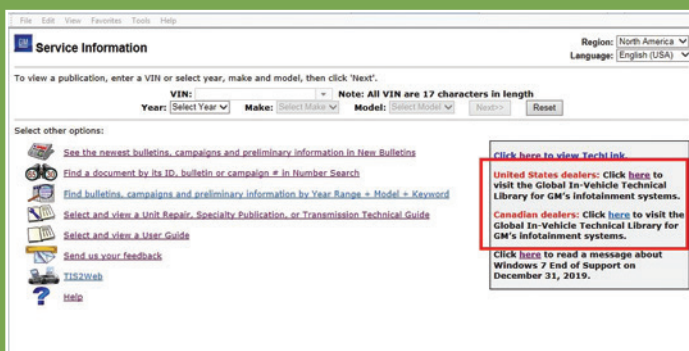 File Edit View Favorites Tools Help
GM
Service Information
Region: North America
Language: English (USA)
To view a publication, enter a VIN or select year, make and model, then click 'Next'.
VIN: Note: All VIN are 17 characters in length
Year: Select Year Make: Select Make Model: Select Model Next>> Reset
Select other options:
See the newest bulletins, campaigns and preliminary information in New Bulletins
Find a document by its ID, bulletin or campaign # in Number Search
Find bulletins, campaigns and preliminary information by Year Range + Model + Keyword
Select and view a Unit Repair, Specialty Publication, or Transmission Technical Guide
Select and view a User Guide
Send us your feedback
TIS2Web
Help
Click here to view TechLink.
United States dealers: Click here to
visit the Global In-Vehicle Technical
Library for GM's infotainment systems.
Canadian dealers: Click here to visit the
Global In-Vehicle Technical Library for
GM's infotainment systems.
Click here to read a message about
Windows 7 End of Support on
December 31, 2019.